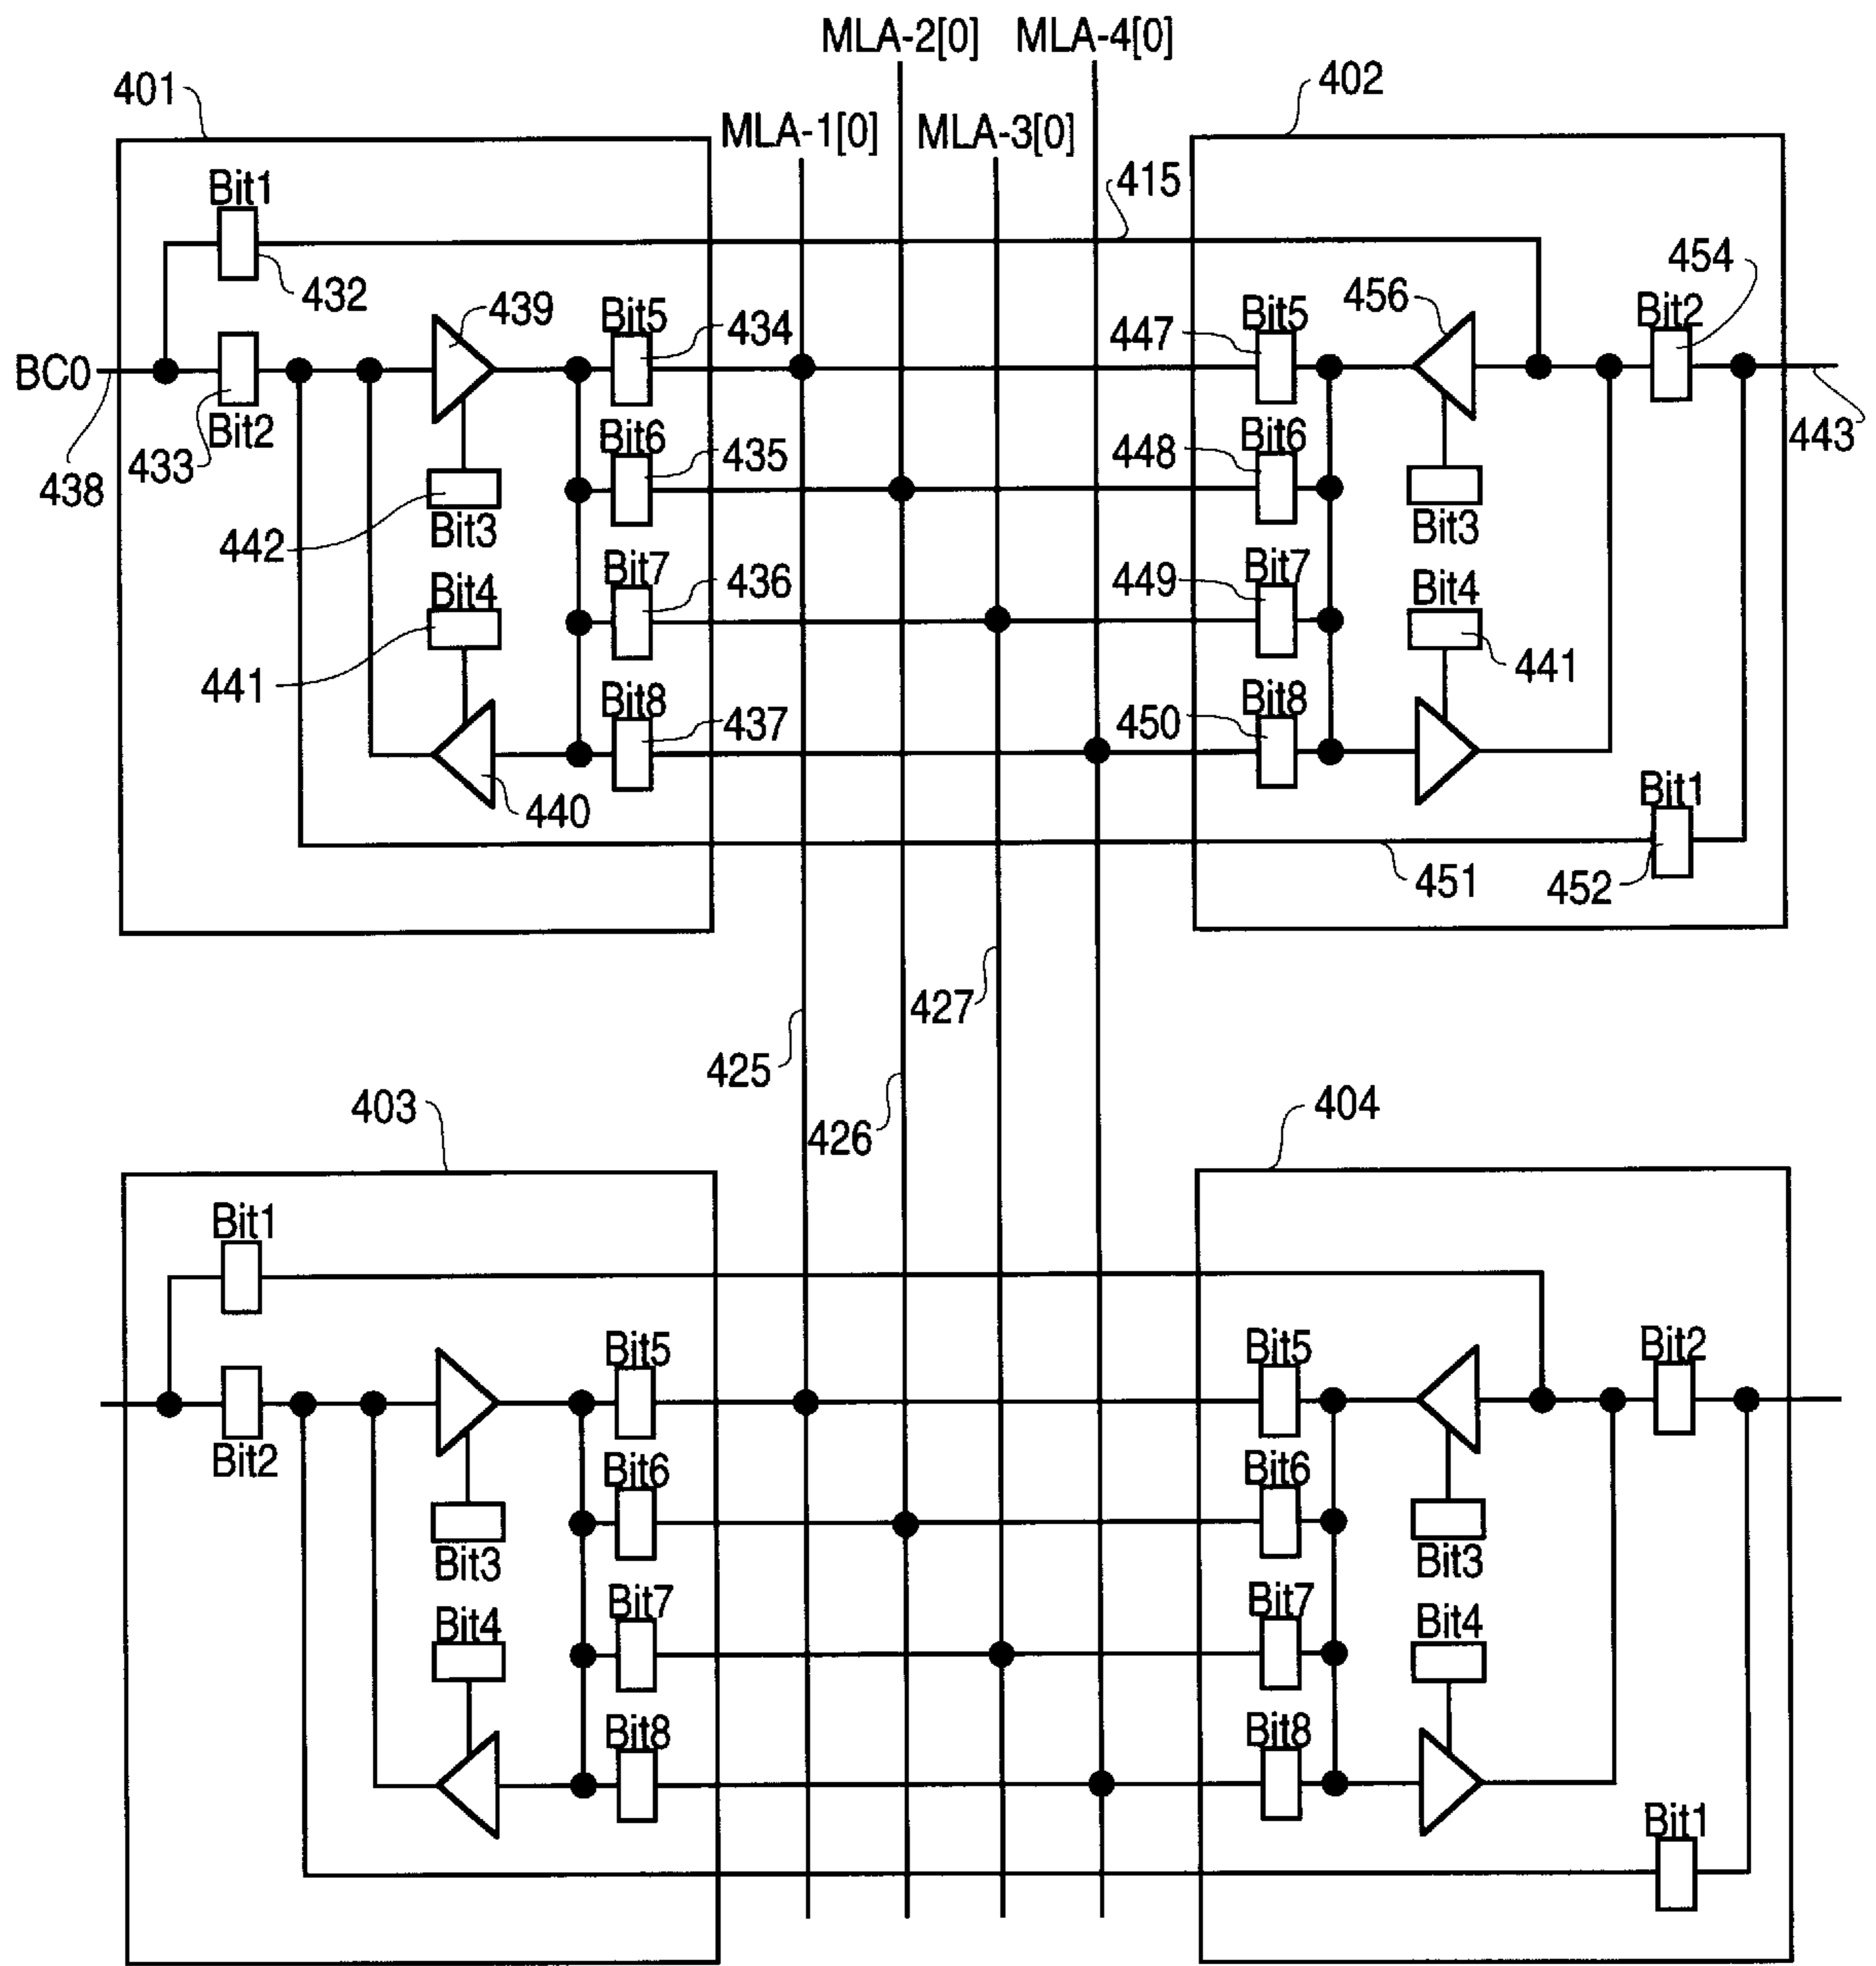 MLA-2[0] MLA-4[0]
401 402
MLA-1[0] MLA-3[0]
Bit1 415
432 454
439 456
Bit5 434 447 Bit5 Bit2
BC0
Bit2 443
433 Bit6 435 448 Bit6
438
442 Bit3 Bit3
Bit7 436 449 Bit7
Bit4 Bit4
441 441
Bit8 437 450 Bit8
440 Bit1
451 452
427
425
403 426 404
Bit1
Bit5 Bit5 Bit2
Bit2 Bit6 Bit6
Bit3 Bit3
Bit7 Bit7
Bit4 Bit4
Bit8 Bit8
Bit1